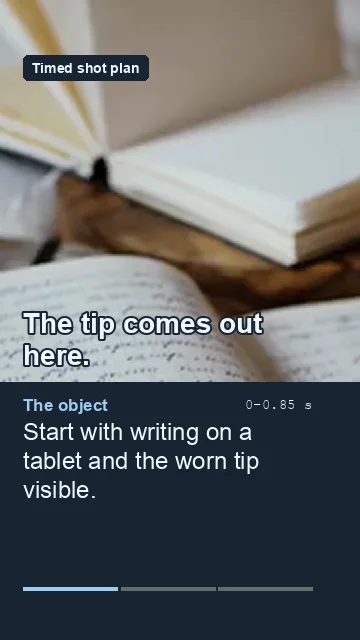 Timed shot plan
The tip comes out
here.
The object
0–0.85 s
Start with writing on a
tablet and the worn tip
visible.